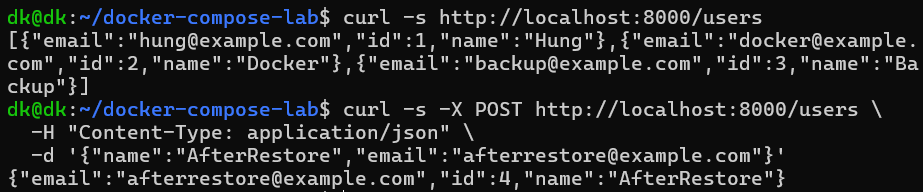 dk@dk:~/docker-compose-lab$ curl -s http://localhost:8000/users
[{"email":"hung@example.com","id":1,"name":"Hung"},{"email":"docker@example.
com","id":2,"name":"Docker"},{"email":"backup@example.com","id":3,"name":"Ba
ckup"}]
dk@dk:~/docker-compose-lab$ curl -s -X POST http://localhost:8000/users \
  -H "Content-Type: application/json" \
  -d '{"name":"AfterRestore","email":"afterrestore@example.com"}'
{"email":"afterrestore@example.com","id":4,"name":"AfterRestore"}